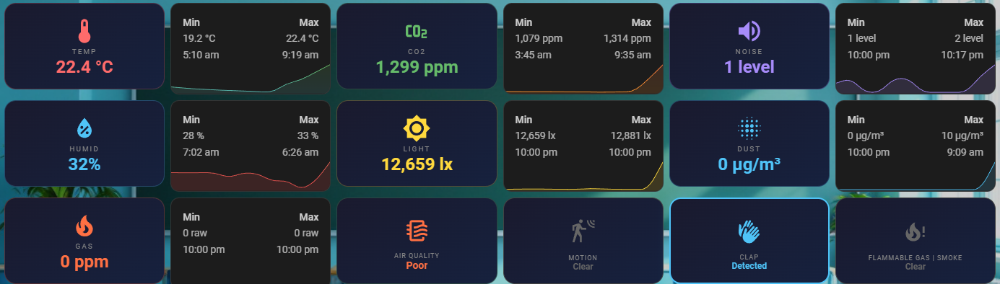 TEMP
22.4 °C
Min Max
19.2 °C 22.4 °C
5:10 am 9:19 am
CO2
CO2
1,299 ppm
Min Max
1,079 ppm 1,314 ppm
3:45 am 9:35 am
NOISE
1 level
Min Max
1 level 2 level
10:00 pm 10:17 pm
HUMID
32%
Min Max
28 % 33 %
7:02 am 6:26 am
LIGHT
12,659 lx
Min Max
12,659 lx 12,881 lx
10:00 pm 10:00 pm
DUST
0 µg/m³
Min Max
0 µg/m³ 10 µg/m³
10:00 pm 9:09 am
GAS
0 ppm
Min Max
0 raw 0 raw
10:00 pm 10:00 pm
AIR QUALITY
Poor
MOTION
Clear
CLAP
Detected
FLAMMABLE GAS | SMOKE
Clear